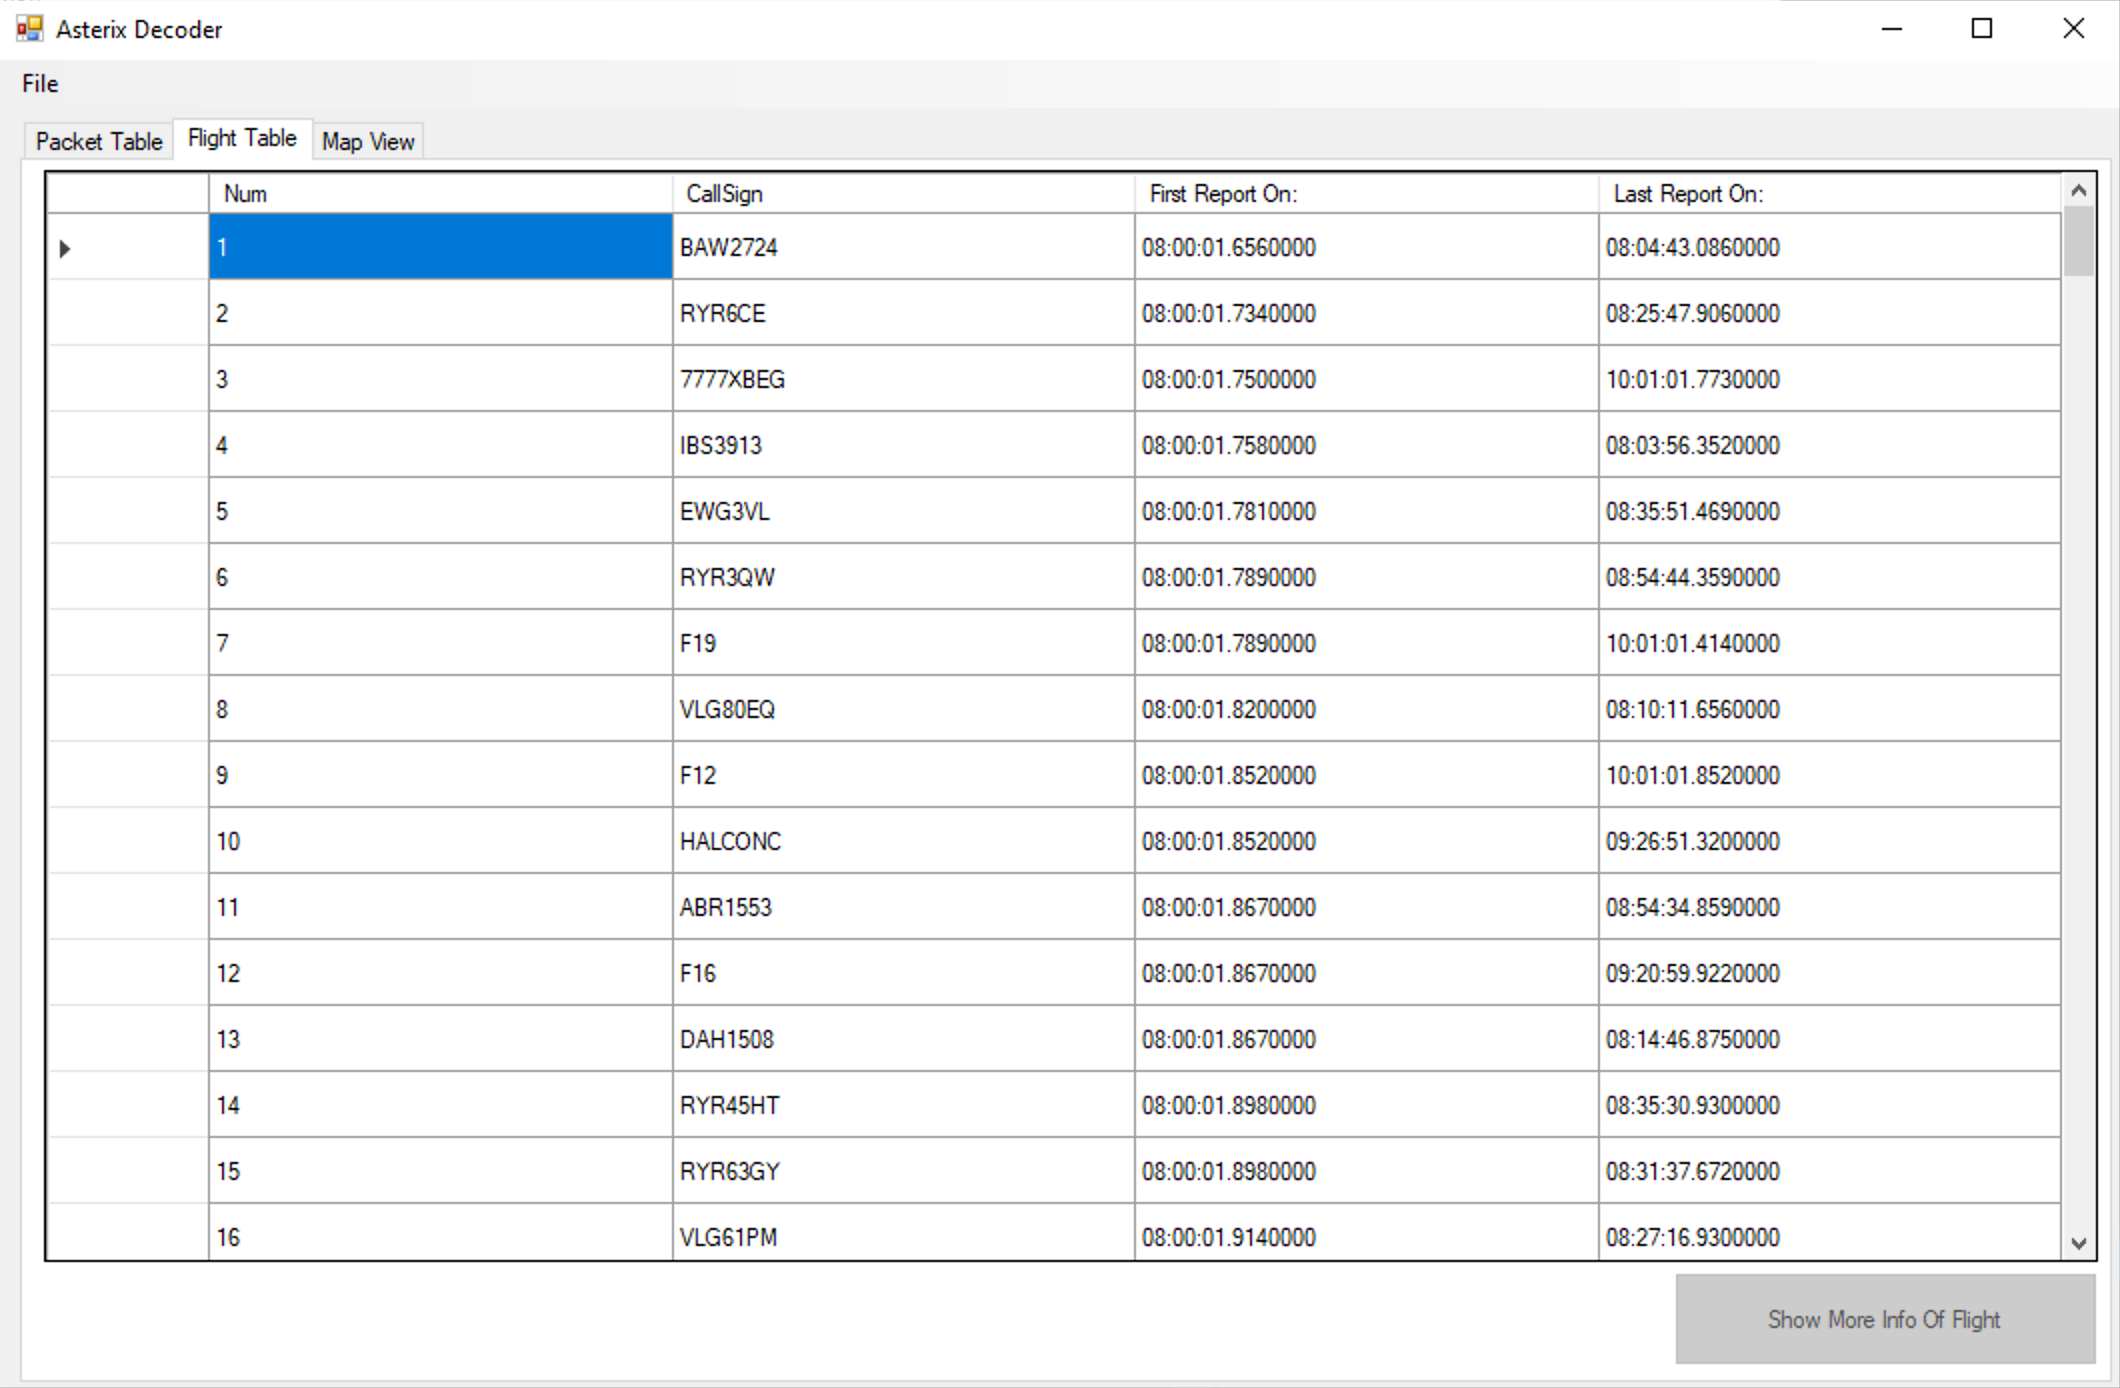 Asterix Decoder
File
Packet Table Flight Table Map View
Num CallSign First Report On: Last Report On:
1 BAW2724 08:00:01.6560000 08:04:43.0860000
2 RYR6CE 08:00:01.7340000 08:25:47.9060000
3 7777XBEG 08:00:01.7500000 10:01:01.7730000
4 IBS3913 08:00:01.7580000 08:03:56.3520000
5 EWG3VL 08:00:01.7810000 08:35:51.4690000
6 RYR3QW 08:00:01.7890000 08:54:44.3590000
7 F19 08:00:01.7890000 10:01:01.4140000
8 VLG80EQ 08:00:01.8200000 08:10:11.6560000
9 F12 08:00:01.8520000 10:01:01.8520000
10 HALCONC 08:00:01.8520000 09:26:51.3200000
11 ABR1553 08:00:01.8670000 08:54:34.8590000
12 F16 08:00:01.8670000 09:20:59.9220000
13 DAH1508 08:00:01.8670000 08:14:46.8750000
14 RYR45HT 08:00:01.8980000 08:35:30.9300000
15 RYR63GY 08:00:01.8980000 08:31:37.6720000
16 VLG61PM 08:00:01.9140000 08:27:16.9300000
Show More Info Of Flight